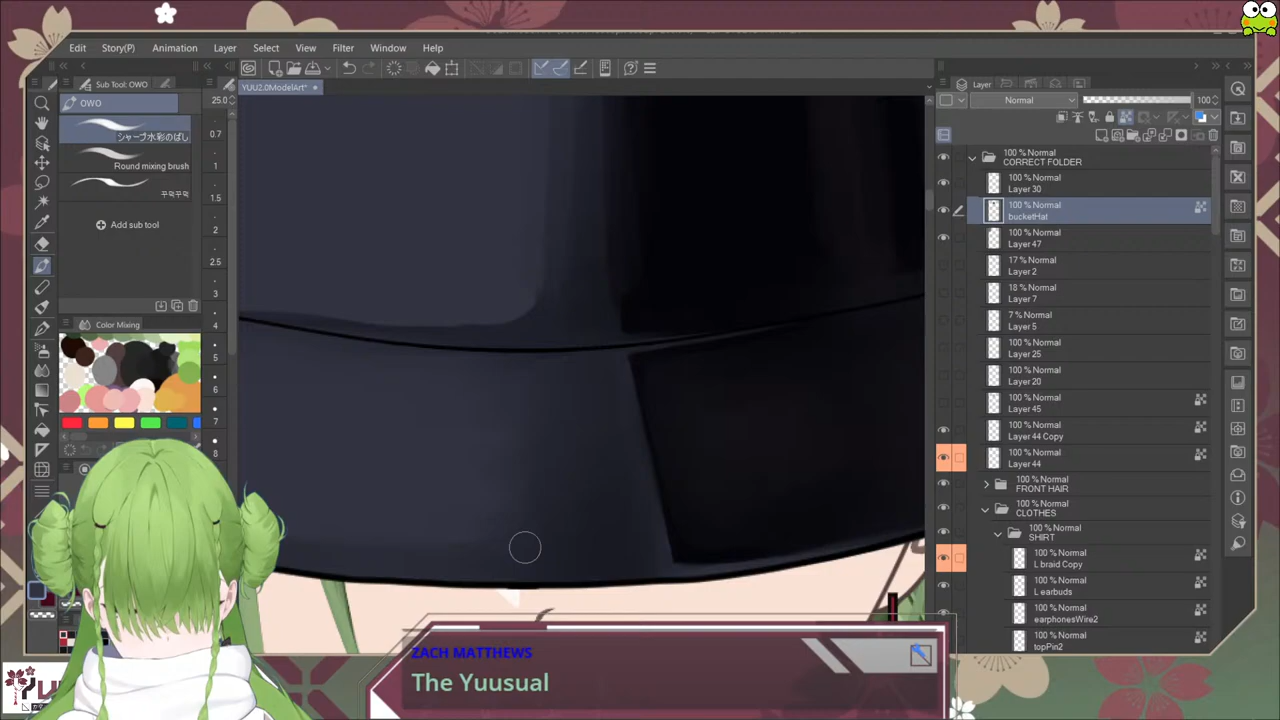 Edit Story(P) Animation Layer Select View Filter Window Help
Sub Tool: OWO
25.0
YUU2.0ModelArt*
Layer
OWO
Normal
100
シャープ水彩のばし
Round mixing brush
꾸덕꾸덕
Add sub tool
0.7
1
1.5
2
2.5
3
4
5
6
7
8
Color Mixing
100 % Normal
CORRECT FOLDER
100 % Normal
Layer 30
100 % Normal
bucketHat
100 % Normal
Layer 47
17 % Normal
Layer 2
18 % Normal
Layer 7
7 % Normal
Layer 5
100 % Normal
Layer 25
100 % Normal
Layer 20
100 % Normal
Layer 45
100 % Normal
Layer 44 Copy
100 % Normal
Layer 44
100 % Normal
FRONT HAIR
100 % Normal
CLOTHES
100 % Normal
SHIRT
100 % Normal
L braid Copy
100 % Normal
L earbuds
100 % Normal
earphonesWire2
100 % Normal
topPin2
ZACH MATTHEWS
The Yuusual